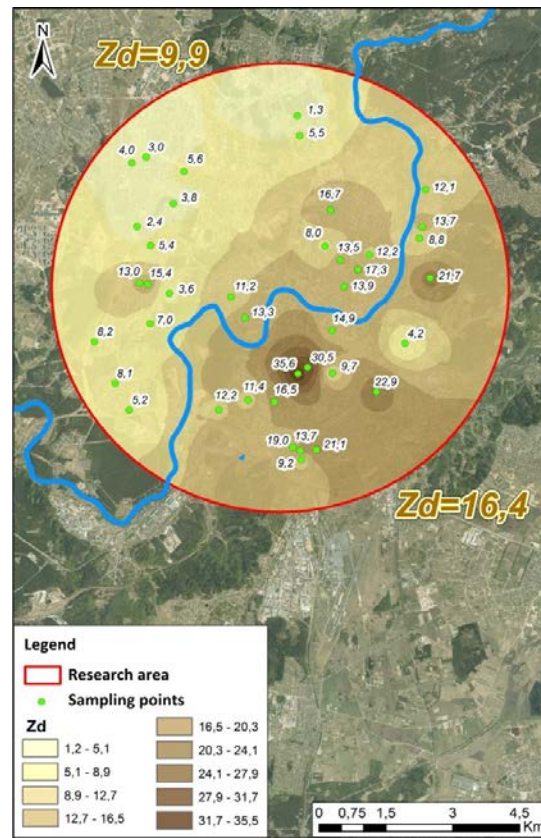 N
Zd=9,9
1,3
5,5
4,0
3,0
5,6
3,8
2,4
5,4
16,7
12,1
13,7
8,8
8,0
13,5
12,2
17,3
13,9
21,7
13,0
15,4
3,6
11,2
13,3
7,0
14,9
4,2
8,2
30,5
35,6
9,7
8,1
22,9
5,2
12,2
11,4
16,5
19,0
13,7
21,1
9,2
Zd=16,4
Legend
Research area
Sampling points
Zd
1,2 - 5,1
5,1 - 8,9
8,9 - 12,7
12,7 - 16,5
16,5 - 20,3
20,3 - 24,1
24,1 - 27,9
27,9 - 31,7
31,7 - 35,5
0 0,75 1,5 3 4,5
Km